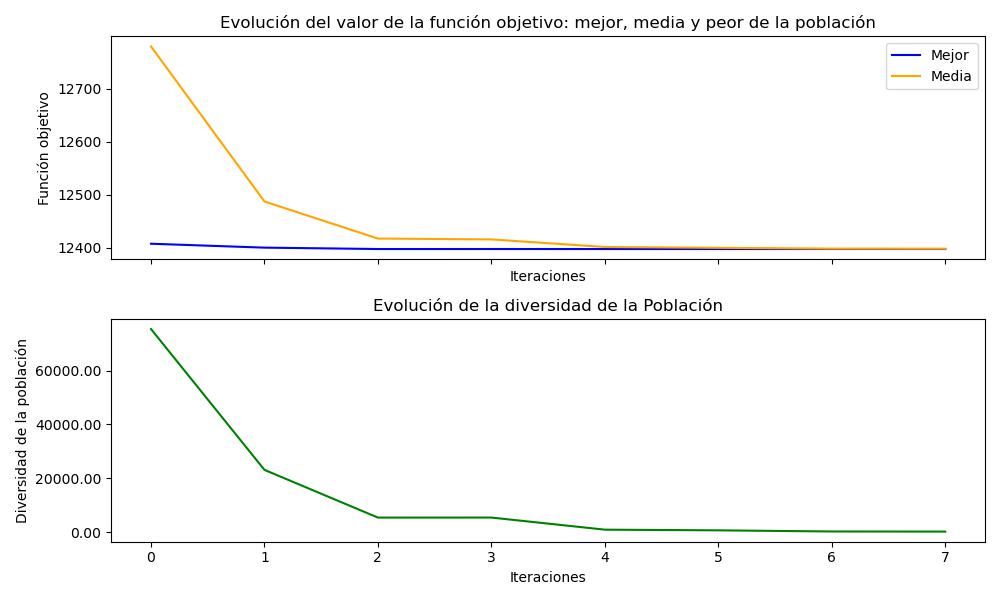 Evolución del valor de la función objetivo: mejor, media y peor de la población
Función objetivo
12700
12600
12500
12400
Mejor
Media
Iteraciones
Evolución de la diversidad de la Población
Diversidad de la población
60000.00
40000.00
20000.00
0.00
0 1 2 3 4 5 6 7
Iteraciones